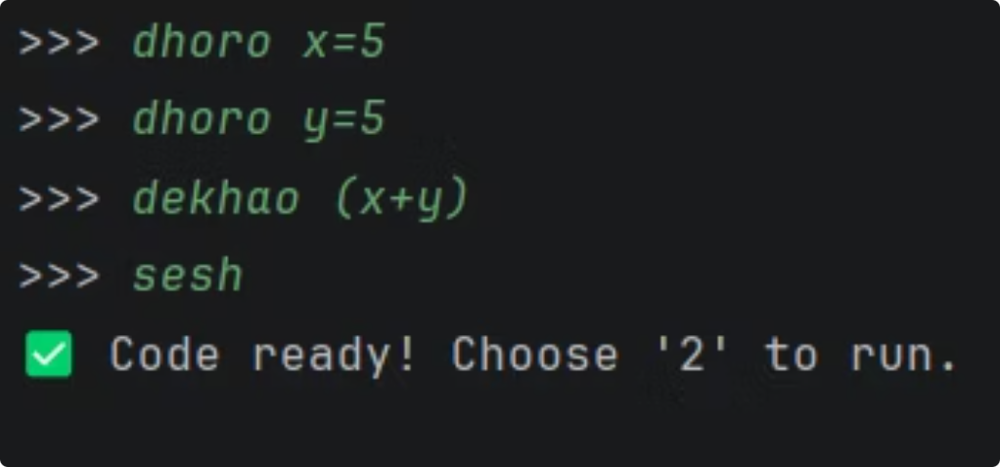 >>> dhoro x=5
>>> dhoro y=5
>>> dekhao (x+y)
>>> sesh
✅ Code ready! Choose '2' to run.